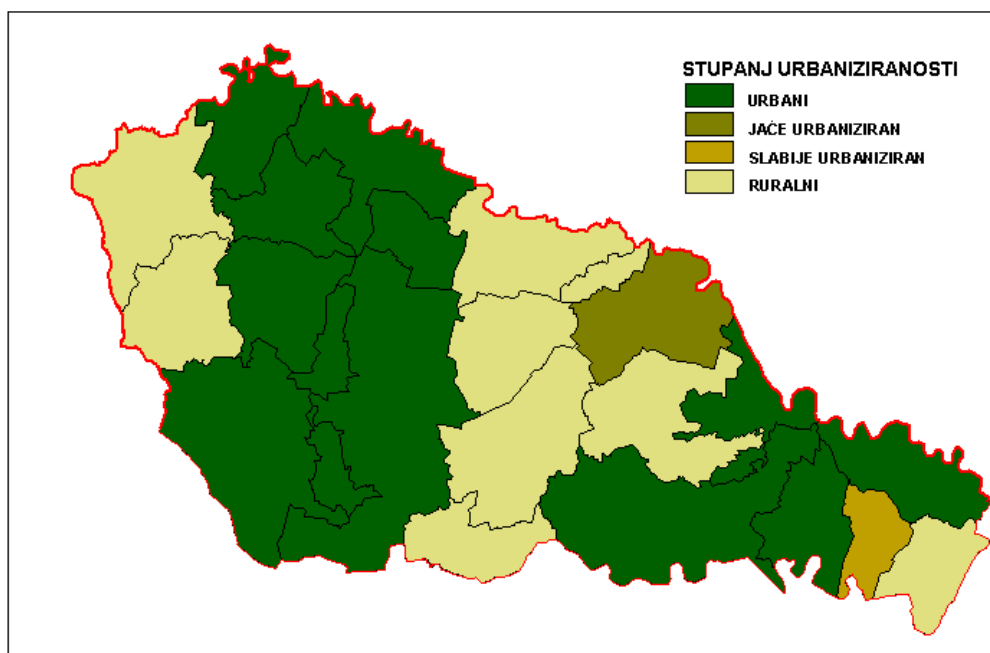 STUPANJ URBANIZIRANOSTI
URBANI
JAČE URBANIZIRAN
SLABIJE URBANIZIRAN
RURALNI